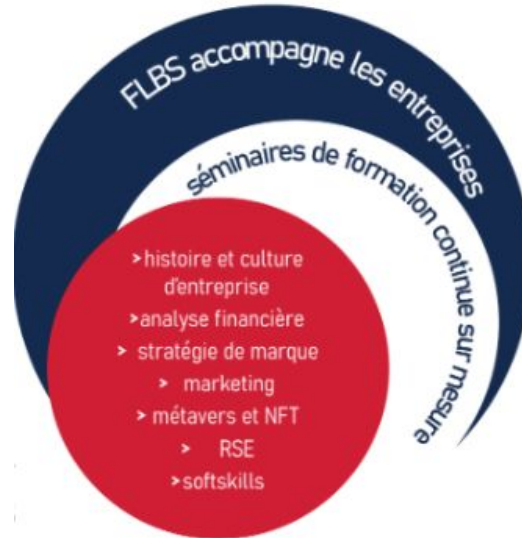 FLBS accompagne les entreprises
séminaires de formation continue sur mesure
> histoire et culture
d'entreprise
>analyse financière
> stratégie de marque
> marketing
> métavers et NFT
> RSE
>softskills